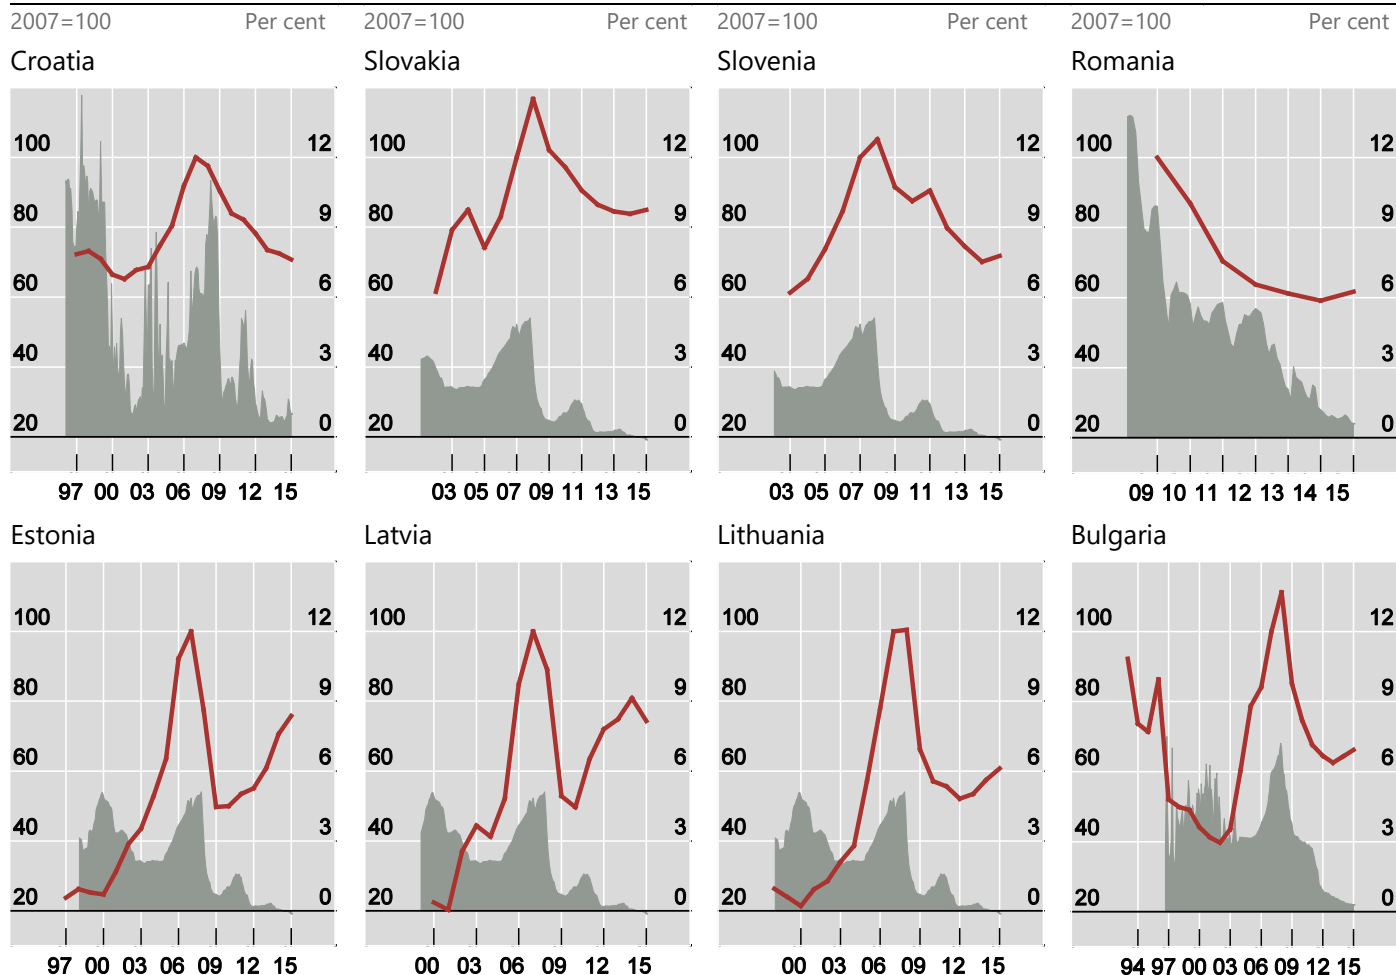 2007=100 Per cent 2007=100 Per cent 2007=100 Per cent 2007=100 Per cent
Croatia Slovakia Slovenia Romania
100 12 100 12 100 12 100 12
80 9 80 9 80 9 80 9
60 6 60 6 60 6 60 6
40 3 40 3 40 3 40 3
20 0 20 0 20 0 20 0
97 00 03 06 09 12 15 03 05 07 09 11 13 15 03 05 07 09 11 13 15 09 10 11 12 13 14 15
Estonia Latvia Lithuania Bulgaria
100 12 100 12 100 12 100 12
80 9 80 9 80 9 80 9
60 6 60 6 60 6 60 6
40 3 40 3 40 3 40 3
20 0 20 0 20 0 20 0
97 00 03 06 09 12 15 00 03 06 09 12 15 00 03 06 09 12 15 94 97 00 03 06 09 12 15